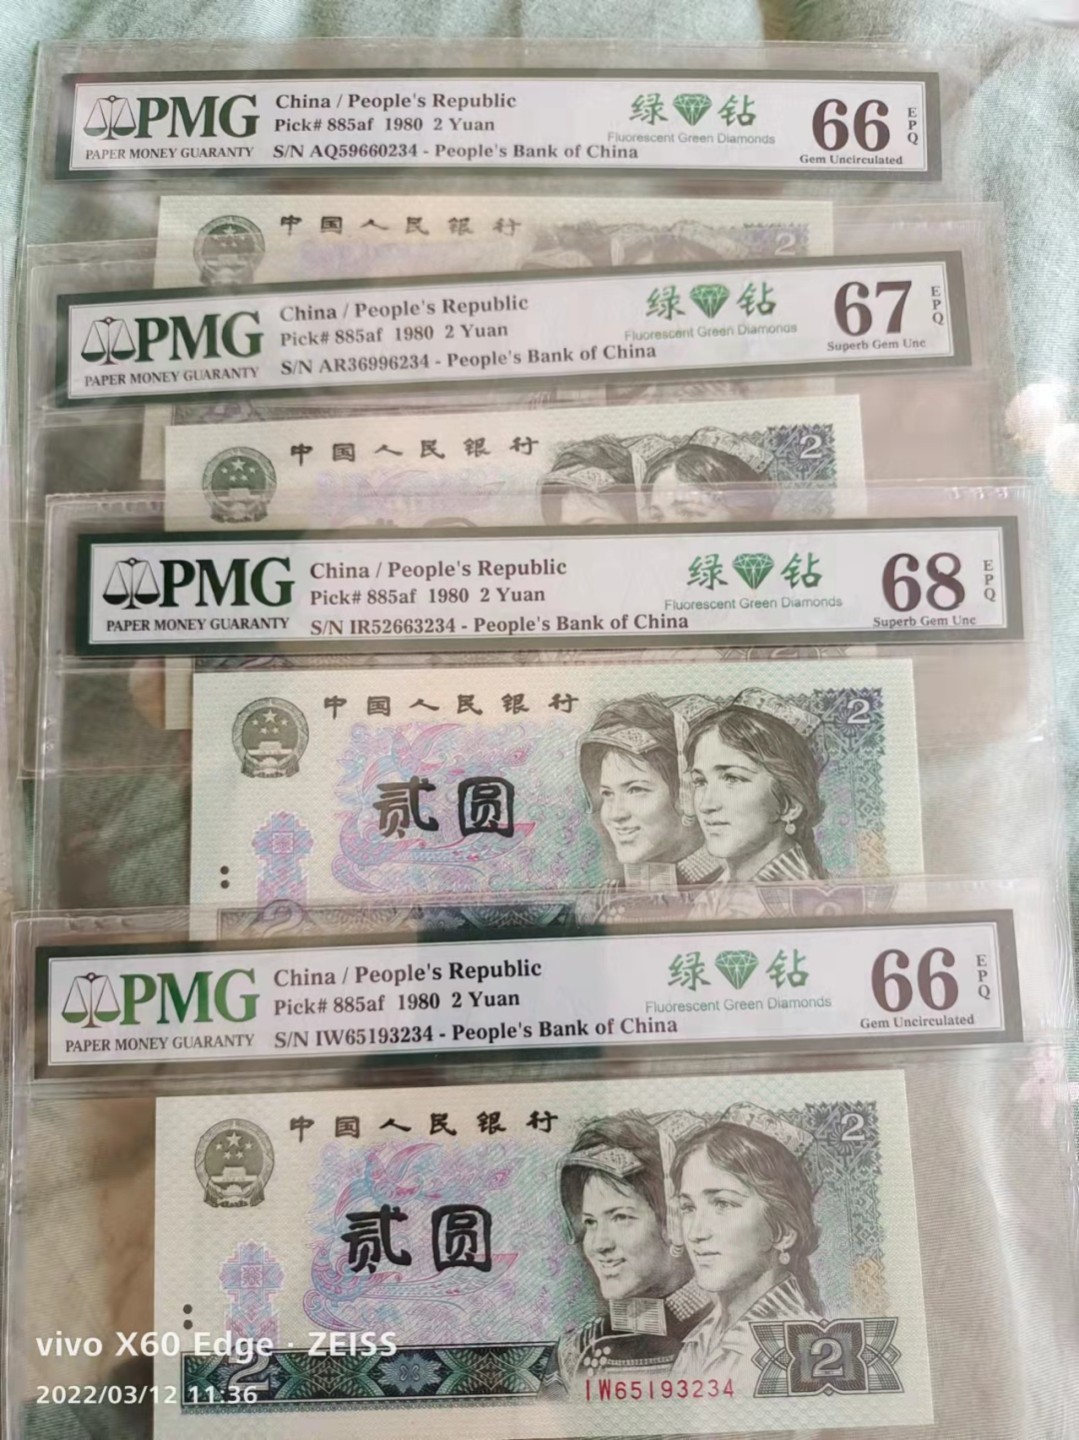 PMG
PAPER MONEY GUARANTY
China / People's Republic
Pick# 885af 1980 2 Yuan
S/N AQ59660234 - People's Bank of China
绿 钻
Fluorescent Green Diamonds
66
EPQ
Gem Uncirculated
中国人民银行
2
PMG
PAPER MONEY GUARANTY
China / People's Republic
Pick# 885af 1980 2 Yuan
S/N AR36996234 - People's Bank of China
绿 钻
Fluorescent Green Diamonds
67
EPQ
Superb Gem Unc
中国人民银行
2
PMG
PAPER MONEY GUARANTY
China / People's Republic
Pick# 885af 1980 2 Yuan
S/N IR52663234 - People's Bank of China
绿 钻
Fluorescent Green Diamonds
68
EPQ
Superb Gem Unc
中国人民银行
2
贰圆
PMG
PAPER MONEY GUARANTY
China / People's Republic
Pick# 885af 1980 2 Yuan
S/N IW65193234 - People's Bank of China
绿 钻
Fluorescent Green Diamonds
66
EPQ
Gem Uncirculated
中国人民银行
2
贰圆
2
2
IW65193234
vivo X60 Edge · ZEISS
2022/03/12 11:36